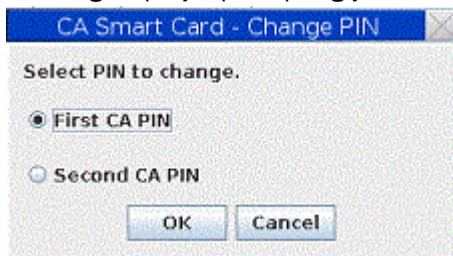 CA Smart Card - Change PIN
Select PIN to change.
First CA PIN
Second CA PIN
OK Cancel